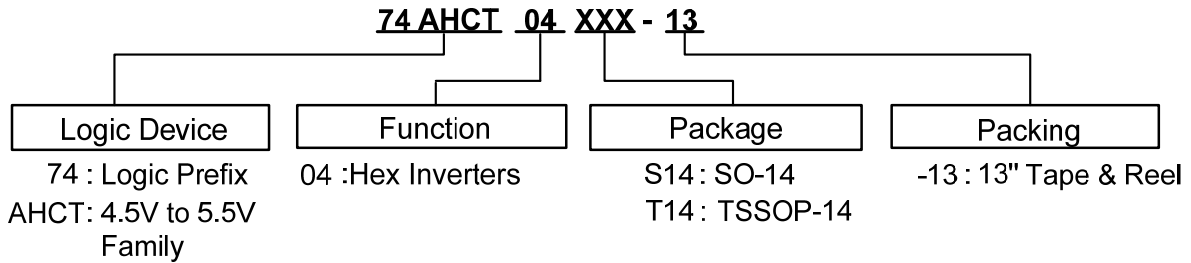 74 AHCT 04 XXX - 13
Logic Device
74 : Logic Prefix
AHCT: 4.5V to 5.5V
Family
Function
04 :Hex Inverters
Package
S14 : SO-14
T14 : TSSOP-14
Packing
-13 : 13" Tape & Reel